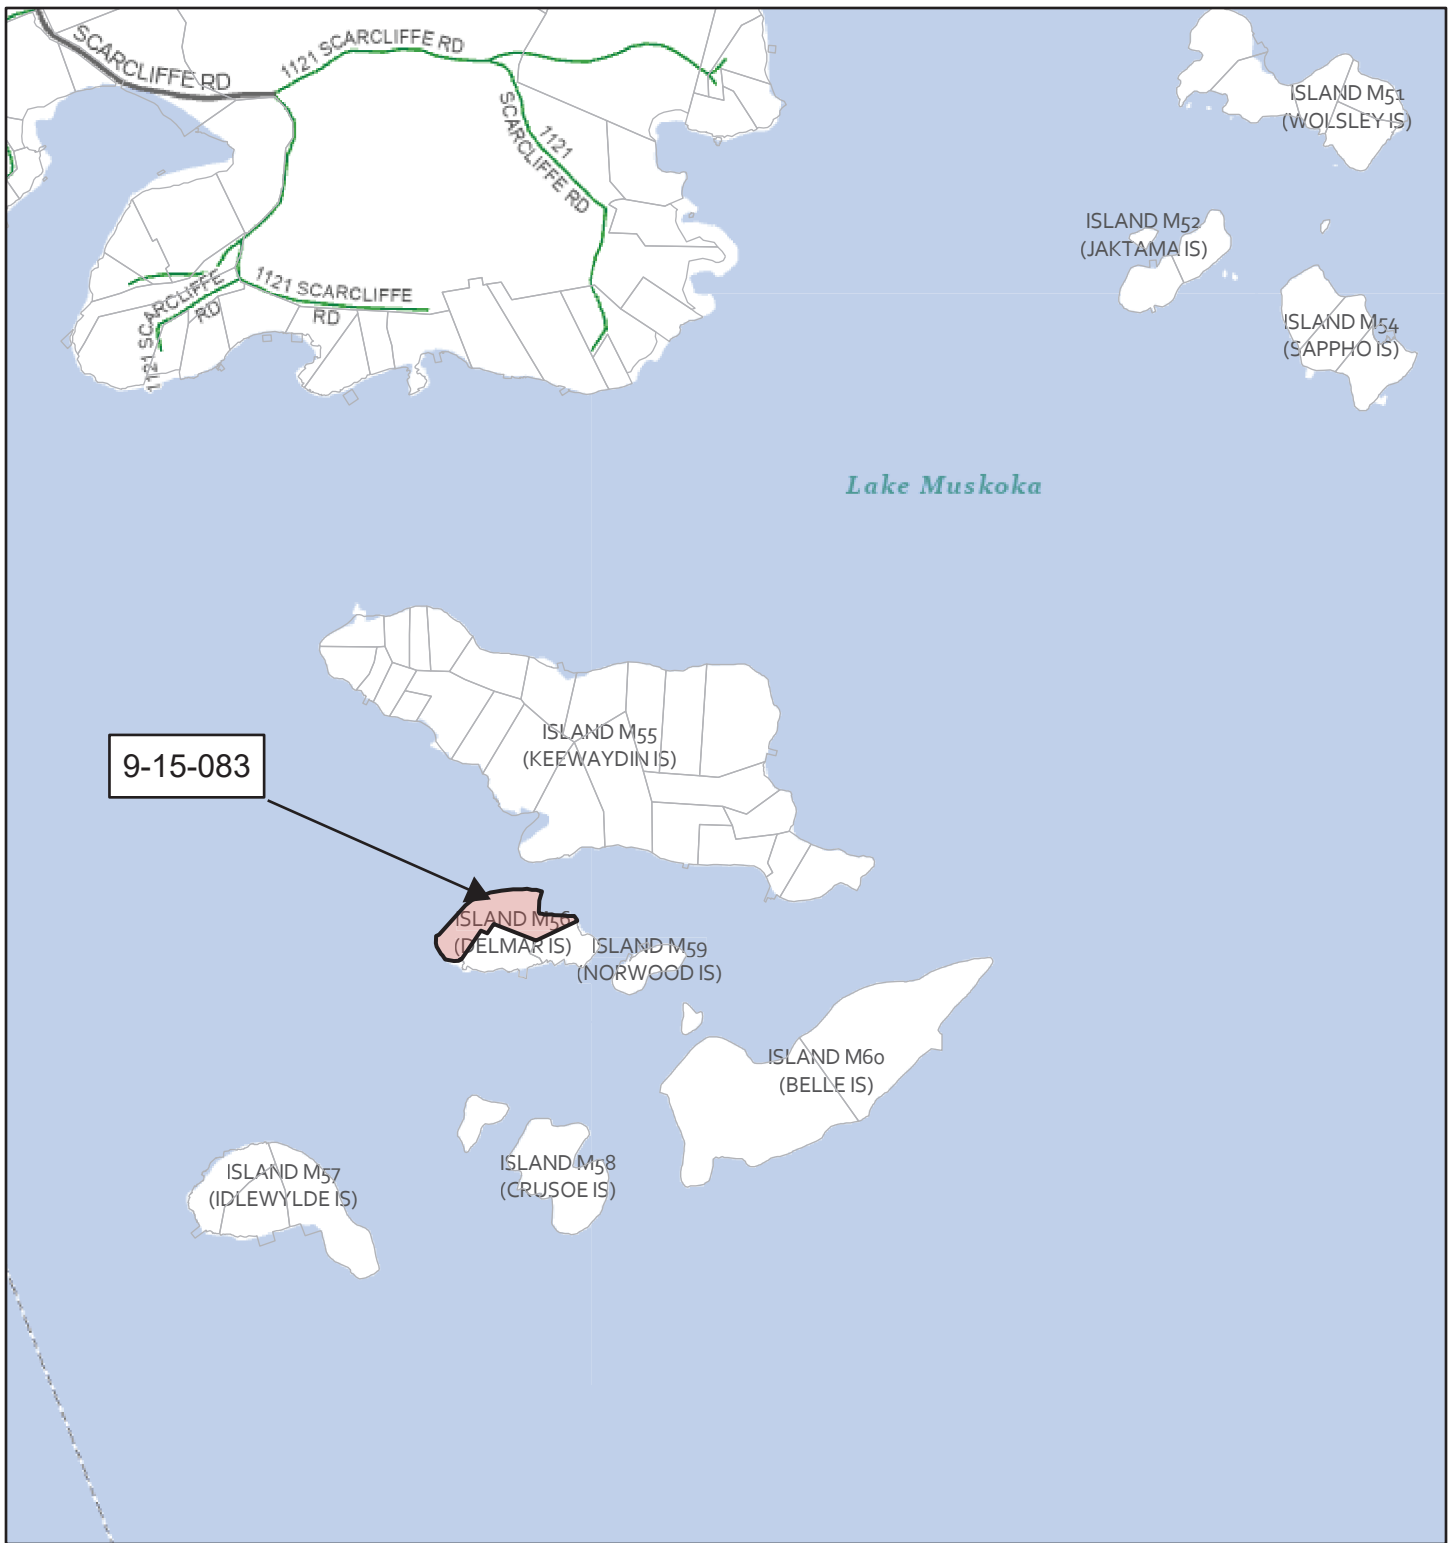 SCARCLIFFE RD
1121 SCARCLIFFE RD
1121
SCARCLIFFE RD
ISLAND M51
(WOLSLEY IS)
ISLAND M52
(JAKTAMA IS)
1121 SCARCLIFFE
RD
1121 SCARCLIFFE
RD
ISLAND M54
(SAPPHO IS)
Lake Muskoka
ISLAND M55
(KEEWAYDIN IS)
9-15-083
ISLAND M56
(DELMAR IS)
ISLAND M59
(NORWOOD IS)
ISLAND M60
(BELLE IS)
ISLAND M57
(IDLEWYLDE IS)
ISLAND M58
(CRUSOE IS)